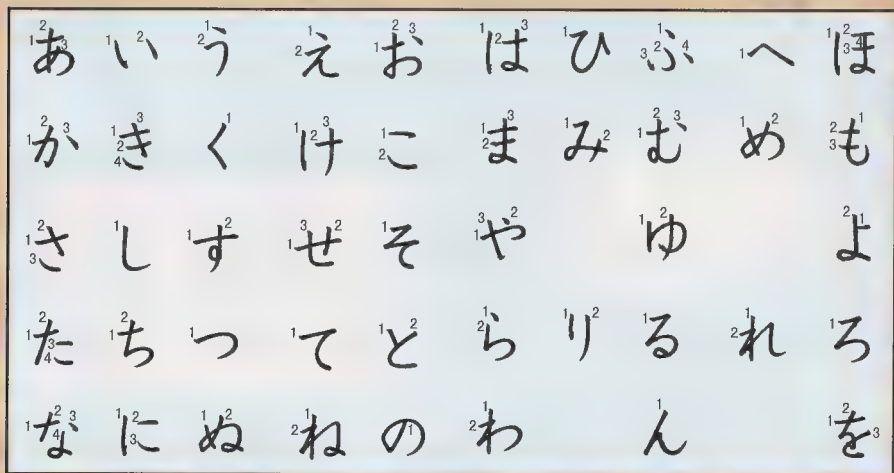 あ い う え お は ひ ふ へ ほ
か き く け こ ま み む め も
さ し す せ そ や ゆ よ
た ち つ て と ら り る れ ろ
な に ぬ ね の わ ん を